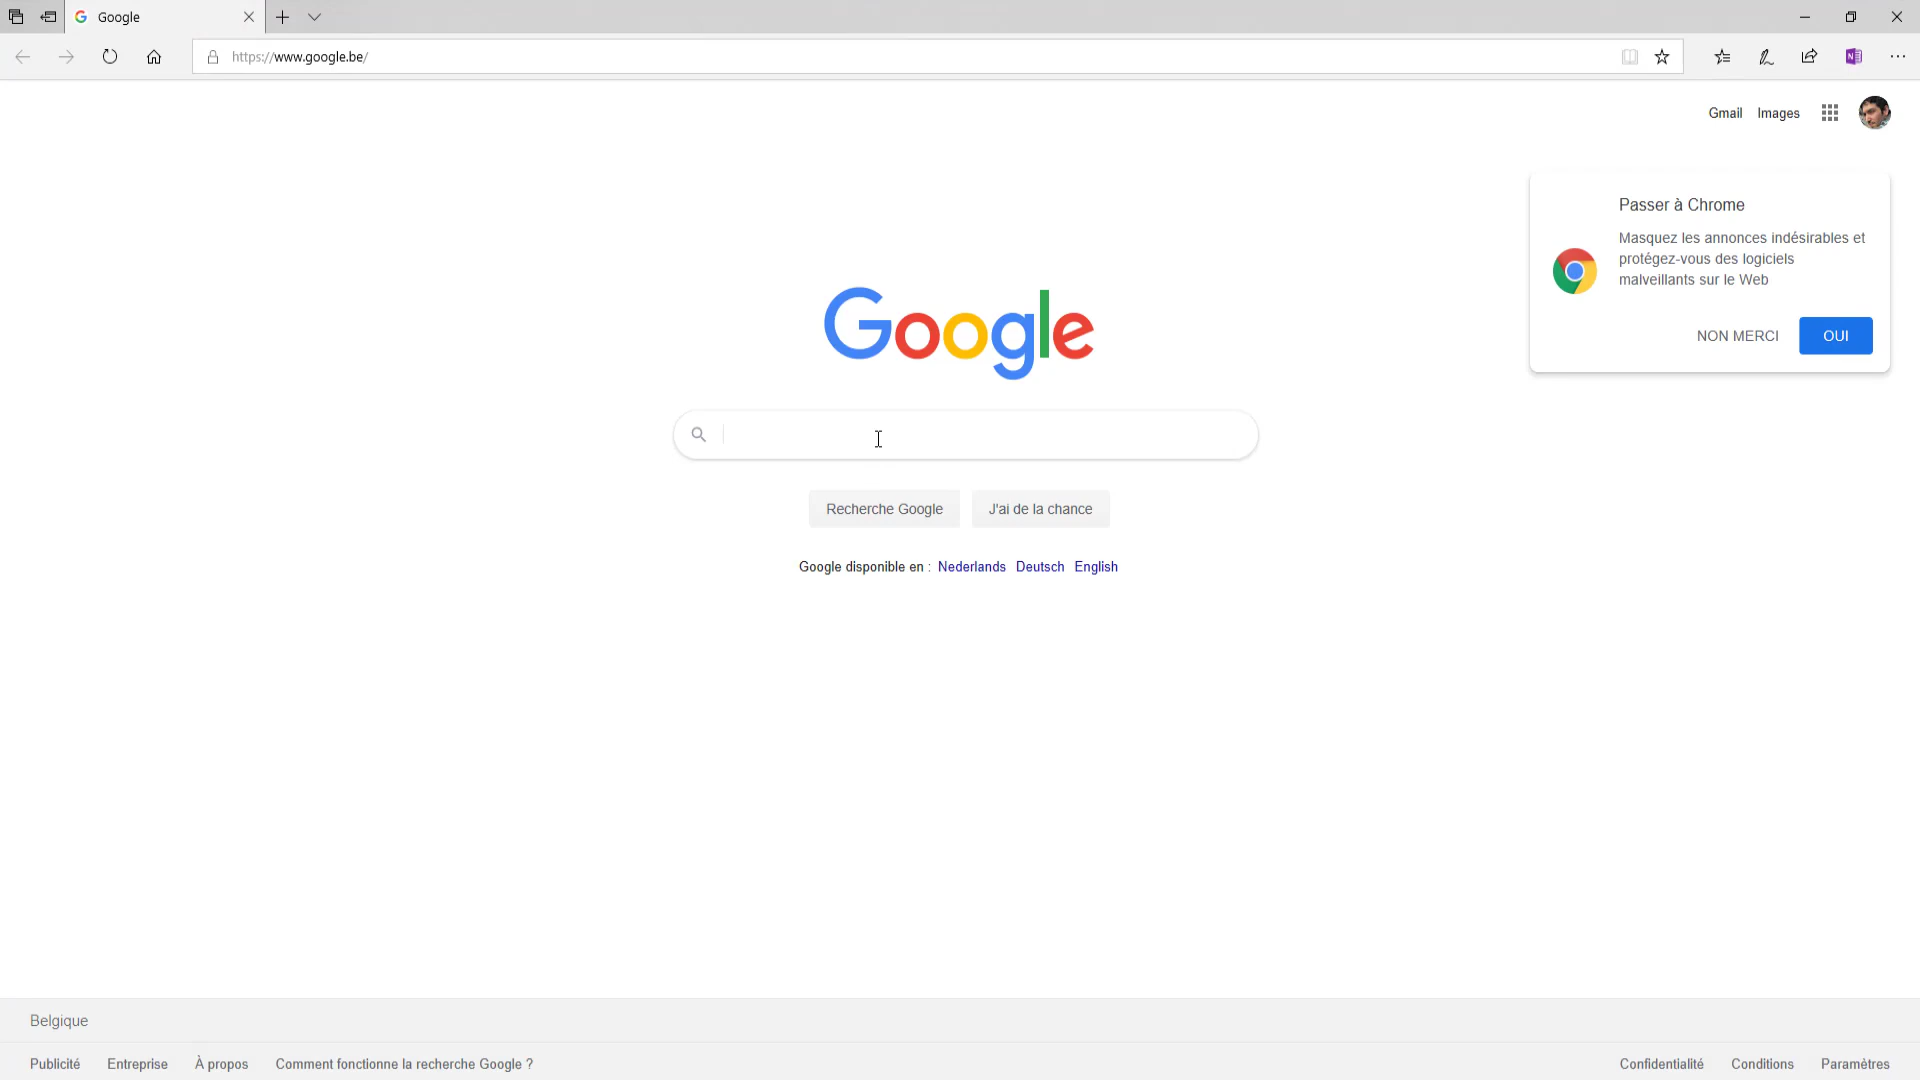 Google
https://www.google.be/
Gmail Images
Passer à Chrome
Masquez les annonces indésirables et
protégez-vous des logiciels
malveillants sur le Web
NON MERCI OUI
Google
Recherche Google J'ai de la chance
Google disponible en : Nederlands Deutsch English
Belgique
Publicité Entreprise À propos Comment fonctionne la recherche Google ? Confidentialité Conditions Paramètres